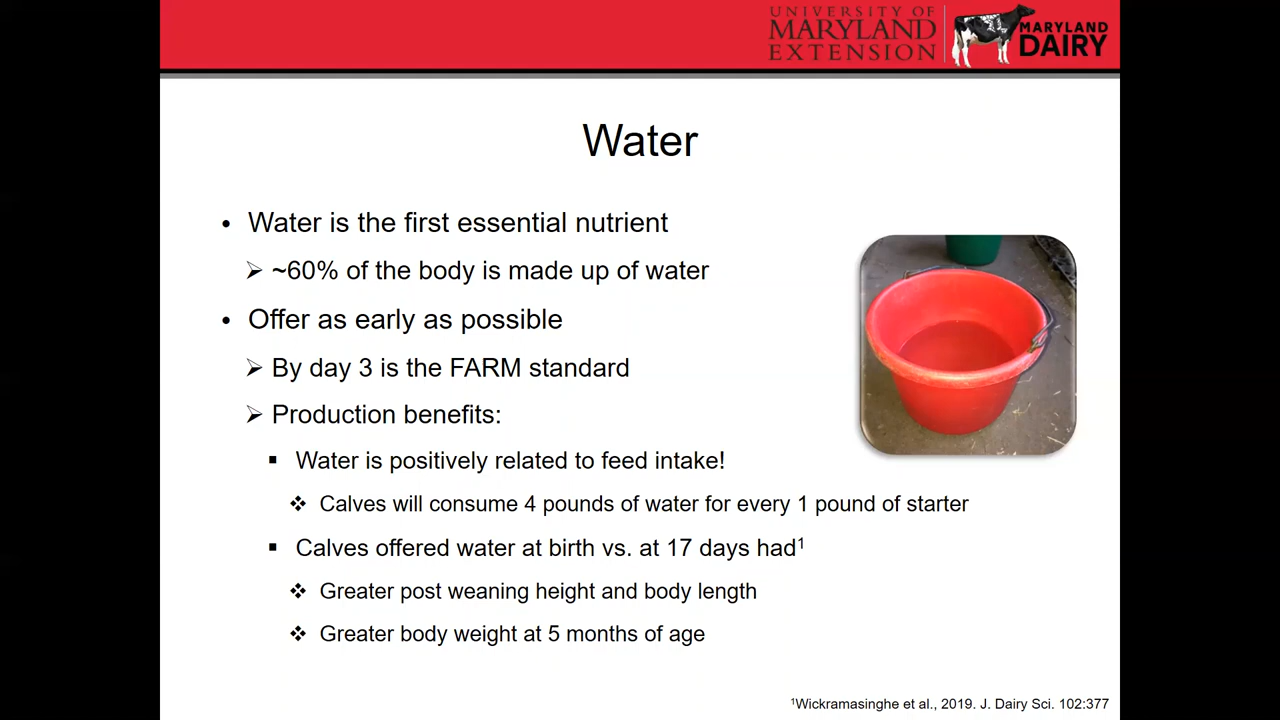 UNIVERSITY OF
MARYLAND
EXTENSION
MARYLAND
DAIRY
Water
• Water is the first essential nutrient
➢ ~60% of the body is made up of water
• Offer as early as possible
➢ By day 3 is the FARM standard
➢ Production benefits:
▪ Water is positively related to feed intake!
❖ Calves will consume 4 pounds of water for every 1 pound of starter
▪ Calves offered water at birth vs. at 17 days had¹
❖ Greater post weaning height and body length
❖ Greater body weight at 5 months of age
¹Wickramasinghe et al., 2019. J. Dairy Sci. 102:377